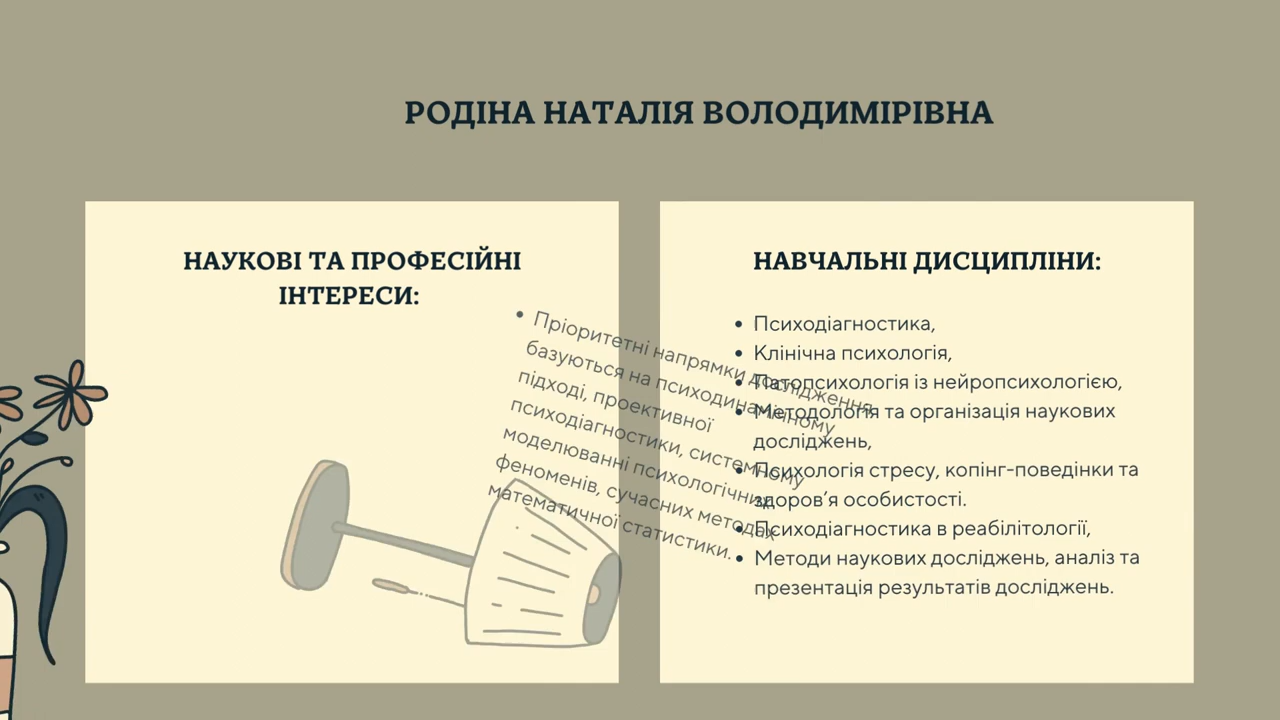 РОДІНА НАТАЛІЯ ВОЛОДИМИРІВНА
НАУКОВІ ТА ПРОФЕСІЙНІ
ІНТЕРЕСИ:
• Пріоритетні напрямки дослідження
базуються на психодинамічному
підході, проективної
психодіагностики, системному
моделюванні психологічних
феноменів, сучасних методах
математичної статистики.
НАВЧАЛЬНІ ДИСЦИПЛІНИ:
• Психодіагностика,
• Клінічна психологія,
• Патопсихологія із нейропсихологією,
• Методологія та організація наукових
досліджень,
• Психологія стресу, копінг-поведінки та
здоров’я особистості.
• Психодіагностика в реабілітології,
• Методи наукових досліджень, аналіз та
презентація результатів досліджень.